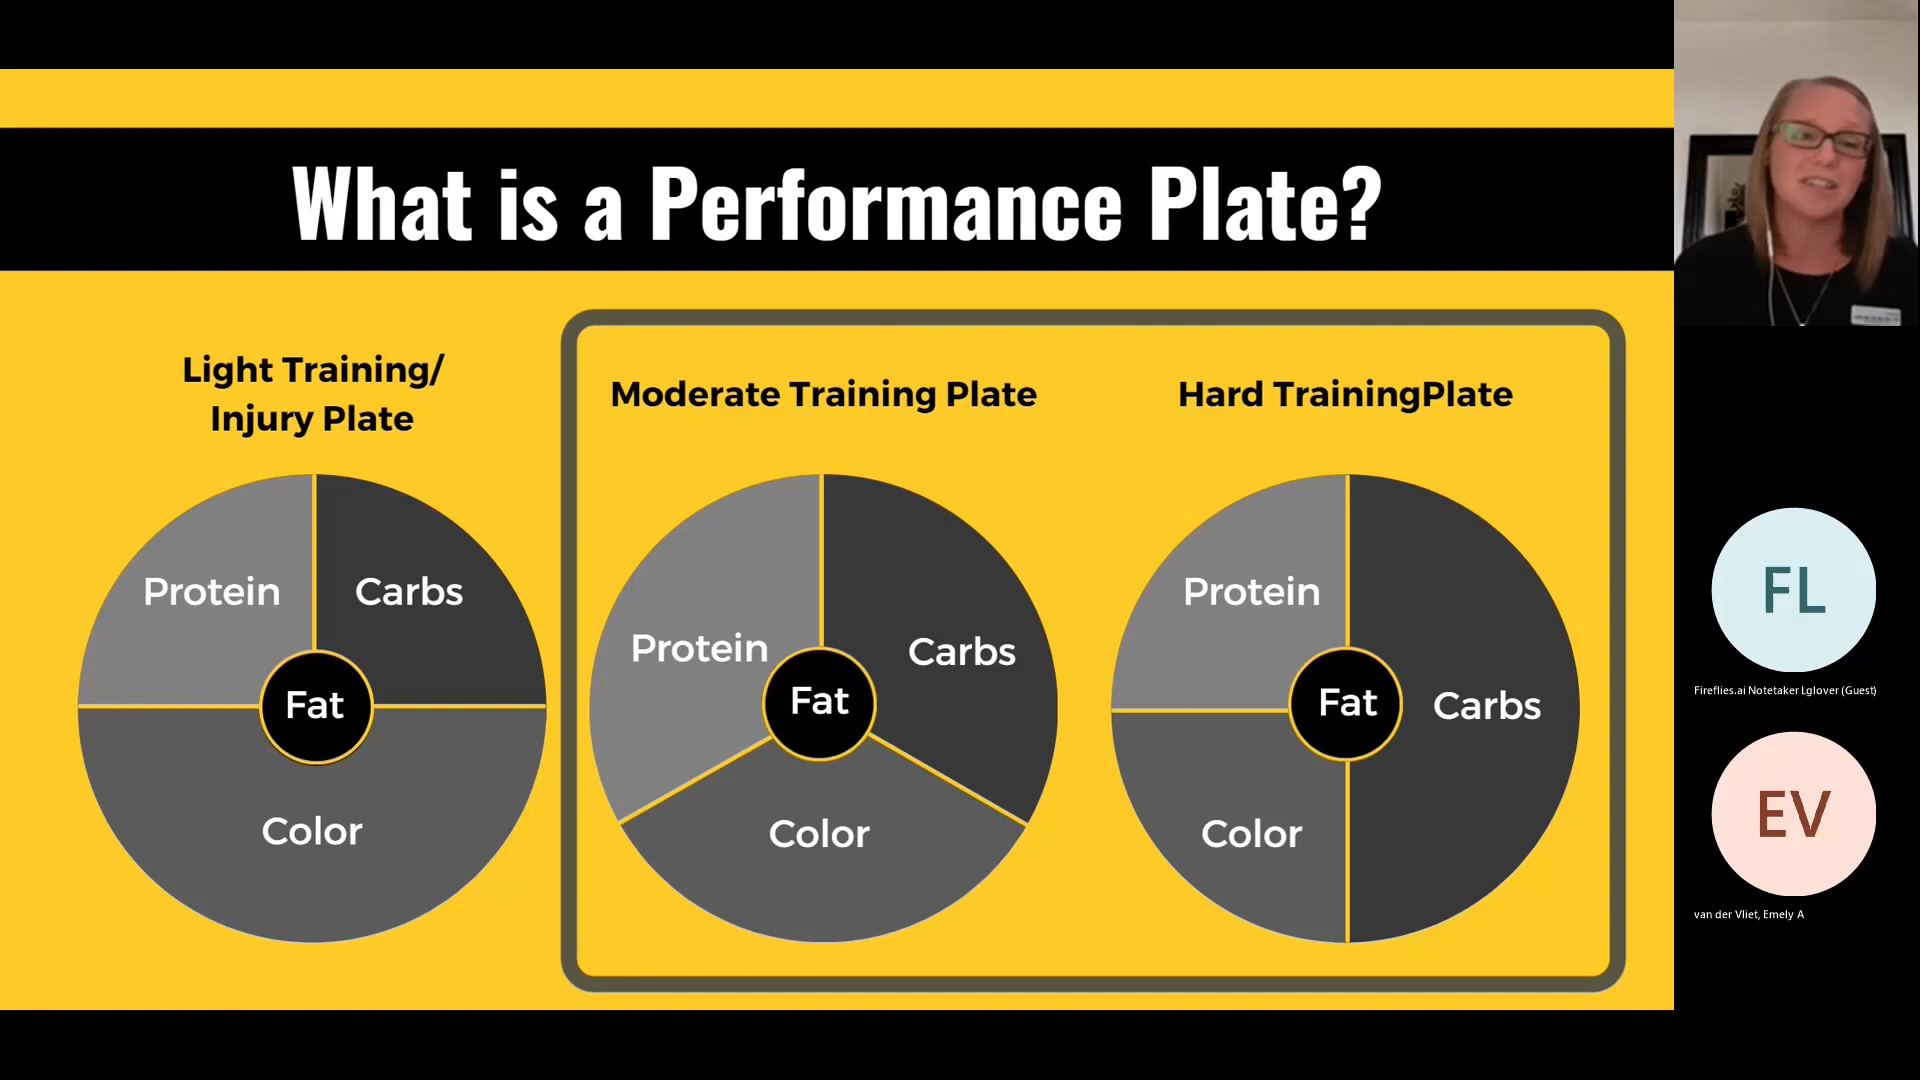 What is a Performance Plate?
Light Training/
Injury Plate
Protein
Carbs
Fat
Color
Moderate Training Plate
Protein
Carbs
Fat
Color
Hard TrainingPlate
Protein
Carbs
Fat
Color
FL
Fireflies.ai Notetaker Lglover (Guest)
EV
van der Vliet, Emely A